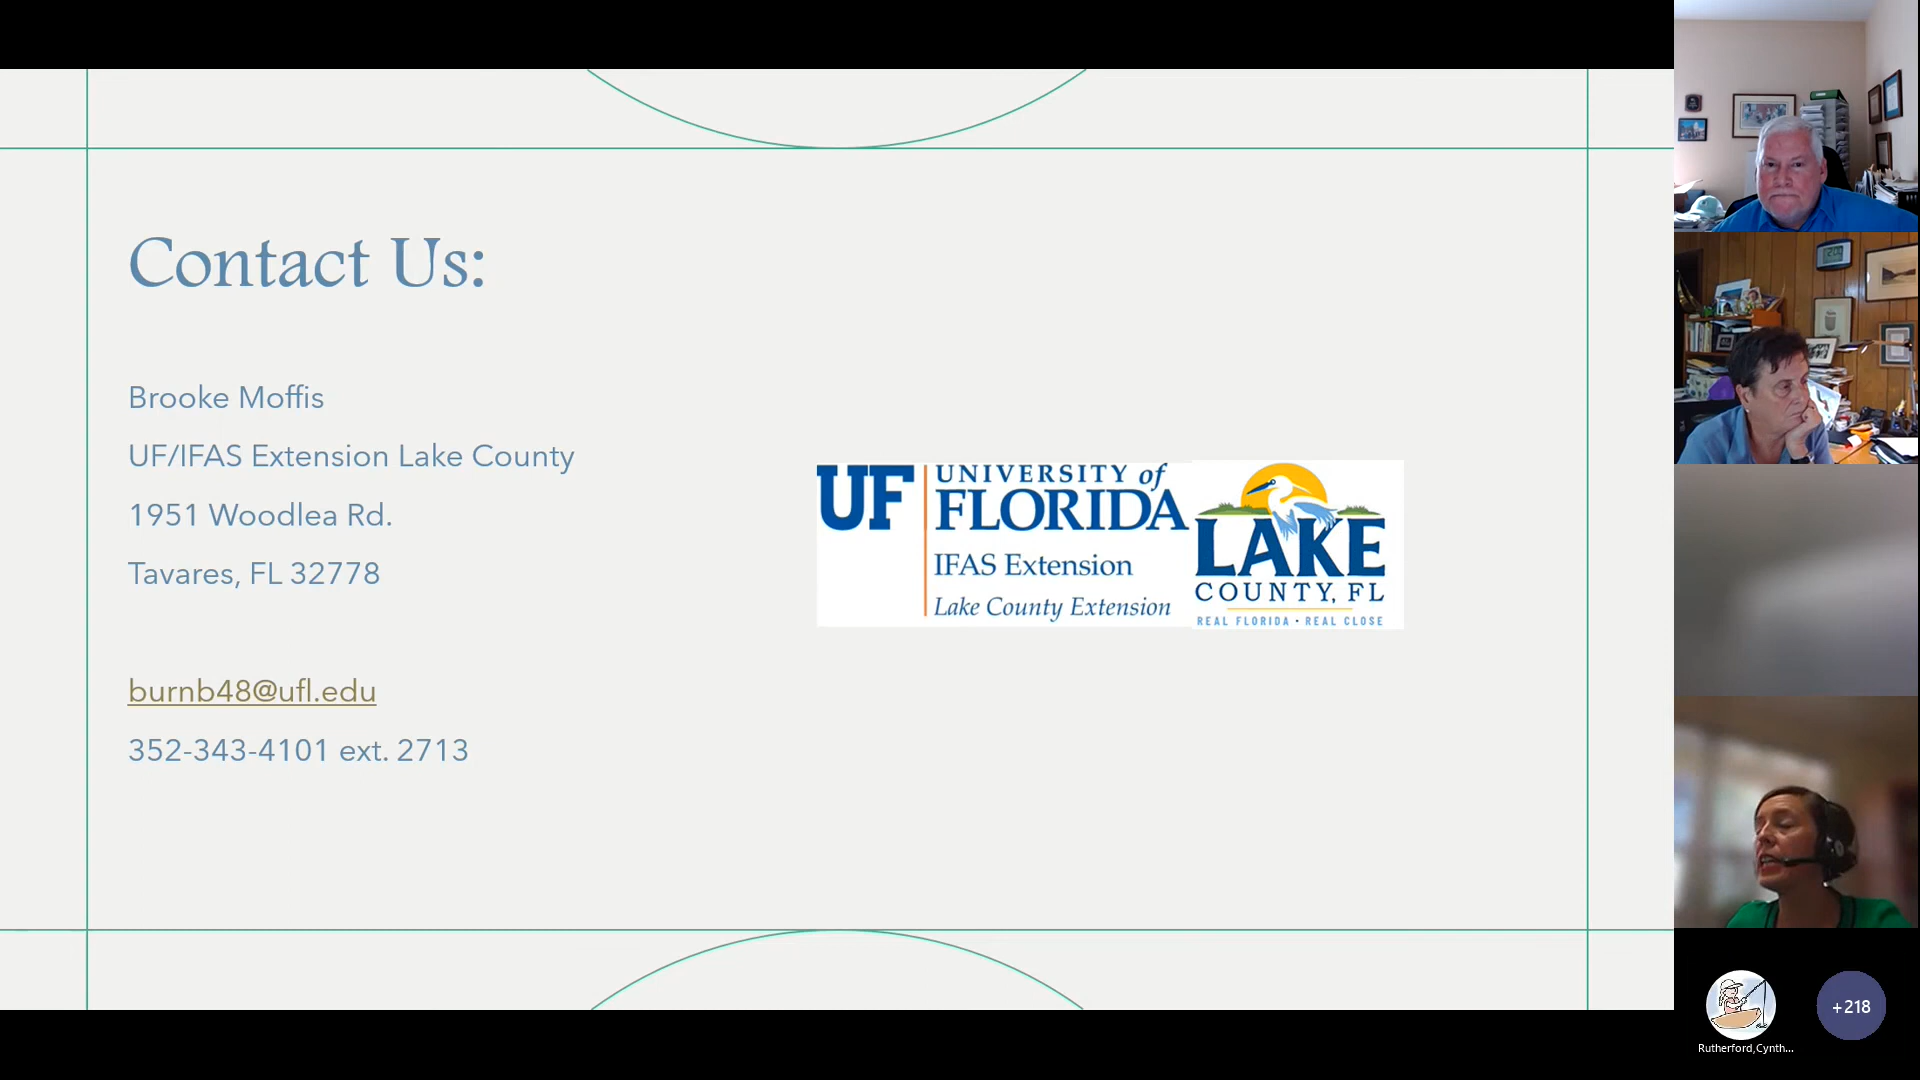 Contact Us:
Brooke Moffis
UF/IFAS Extension Lake County
1951 Woodlea Rd.
Tavares, FL 32778
burnb48@ufl.edu
352-343-4101 ext. 2713
UF
UNIVERSITY of
FLORIDA
IFAS Extension
Lake County Extension
LAKE
COUNTY, FL
REAL FLORIDA • REAL CLOSE
Rutherford,Cynth...
+218